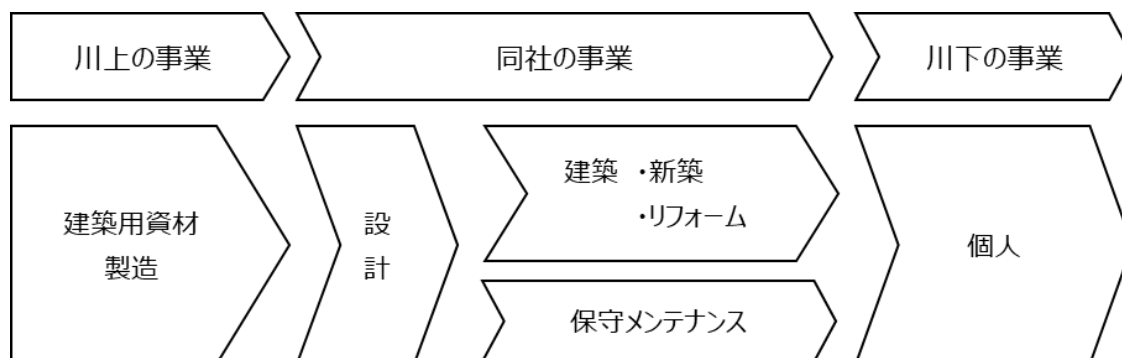 川上の事業
同社の事業
川下の事業
建築用資材
製造
設
計
建築 ・新築
・リフォーム
保守メンテナンス
個人